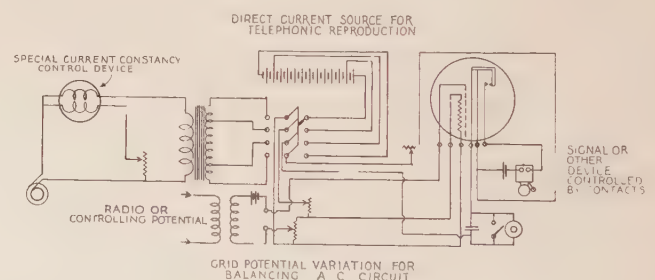 DIRECT CURRENT SOURCE FOR
TELEPHONIC REPRODUCTION
SPECIAL CURRENT CONSTANCY
CONTROL DEVICE
SIGNAL OR
OTHER
DEVICE
CONTROLLED
BY CONTACTS
RADIO OR
CONTROLLING POTENTIAL
GRID POTENTIAL VARIATION FOR
BALANCING A C CIRCUIT